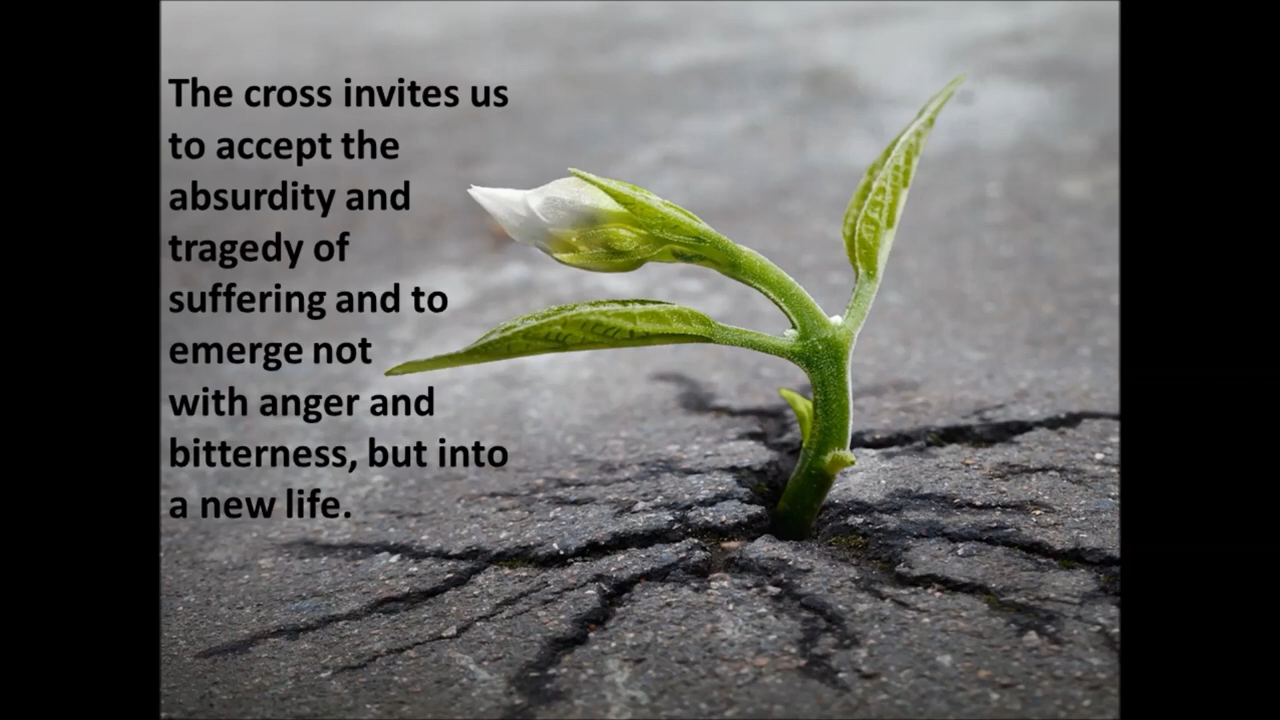 The cross invites us
to accept the
absurdity and
tragedy of
suffering and to
emerge not
with anger and
bitterness, but into
a new life.